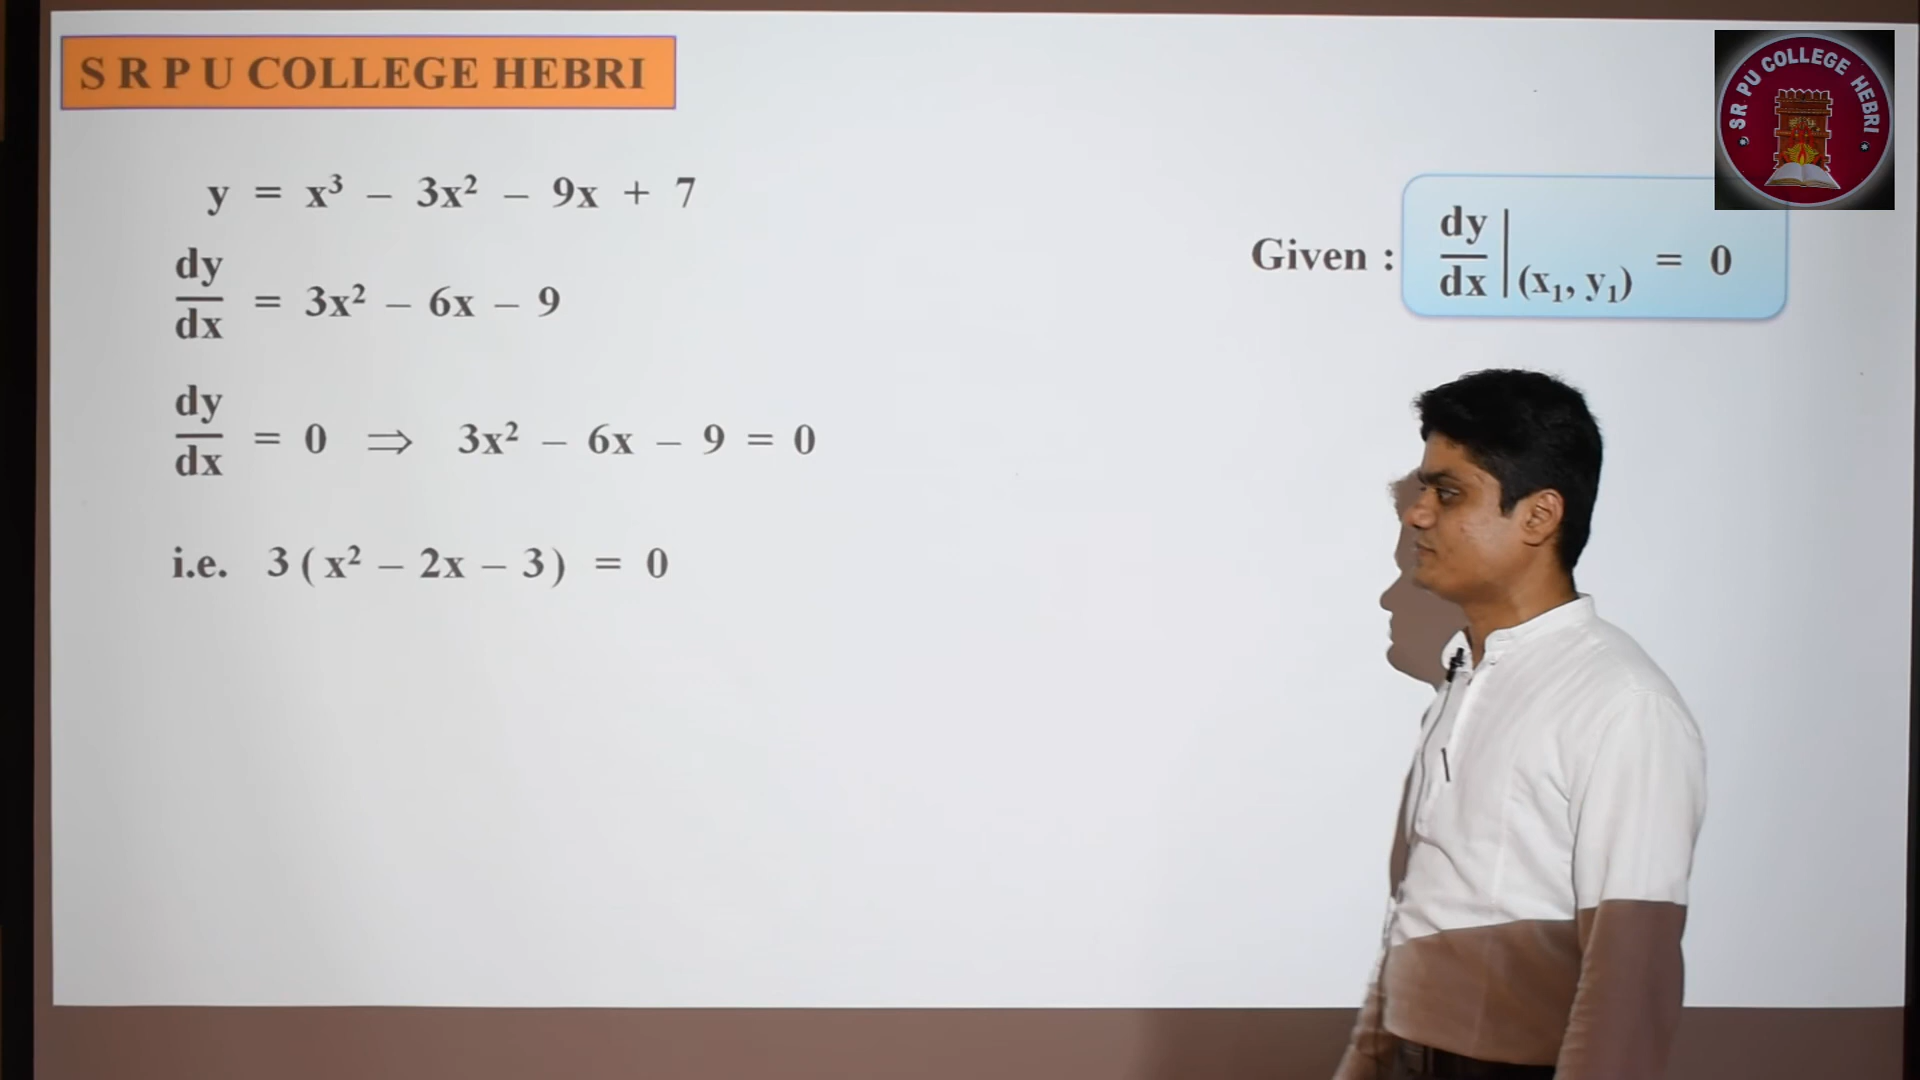 S R P U COLLEGE HEBRI
SR PU COLLEGE HEBRI
y = x³ – 3x² – 9x + 7
Given : dy/dx |(x₁, y₁) = 0
dy/dx = 3x² – 6x – 9
dy/dx = 0 ⇒ 3x² – 6x – 9 = 0
i.e. 3 ( x² – 2x – 3 ) = 0